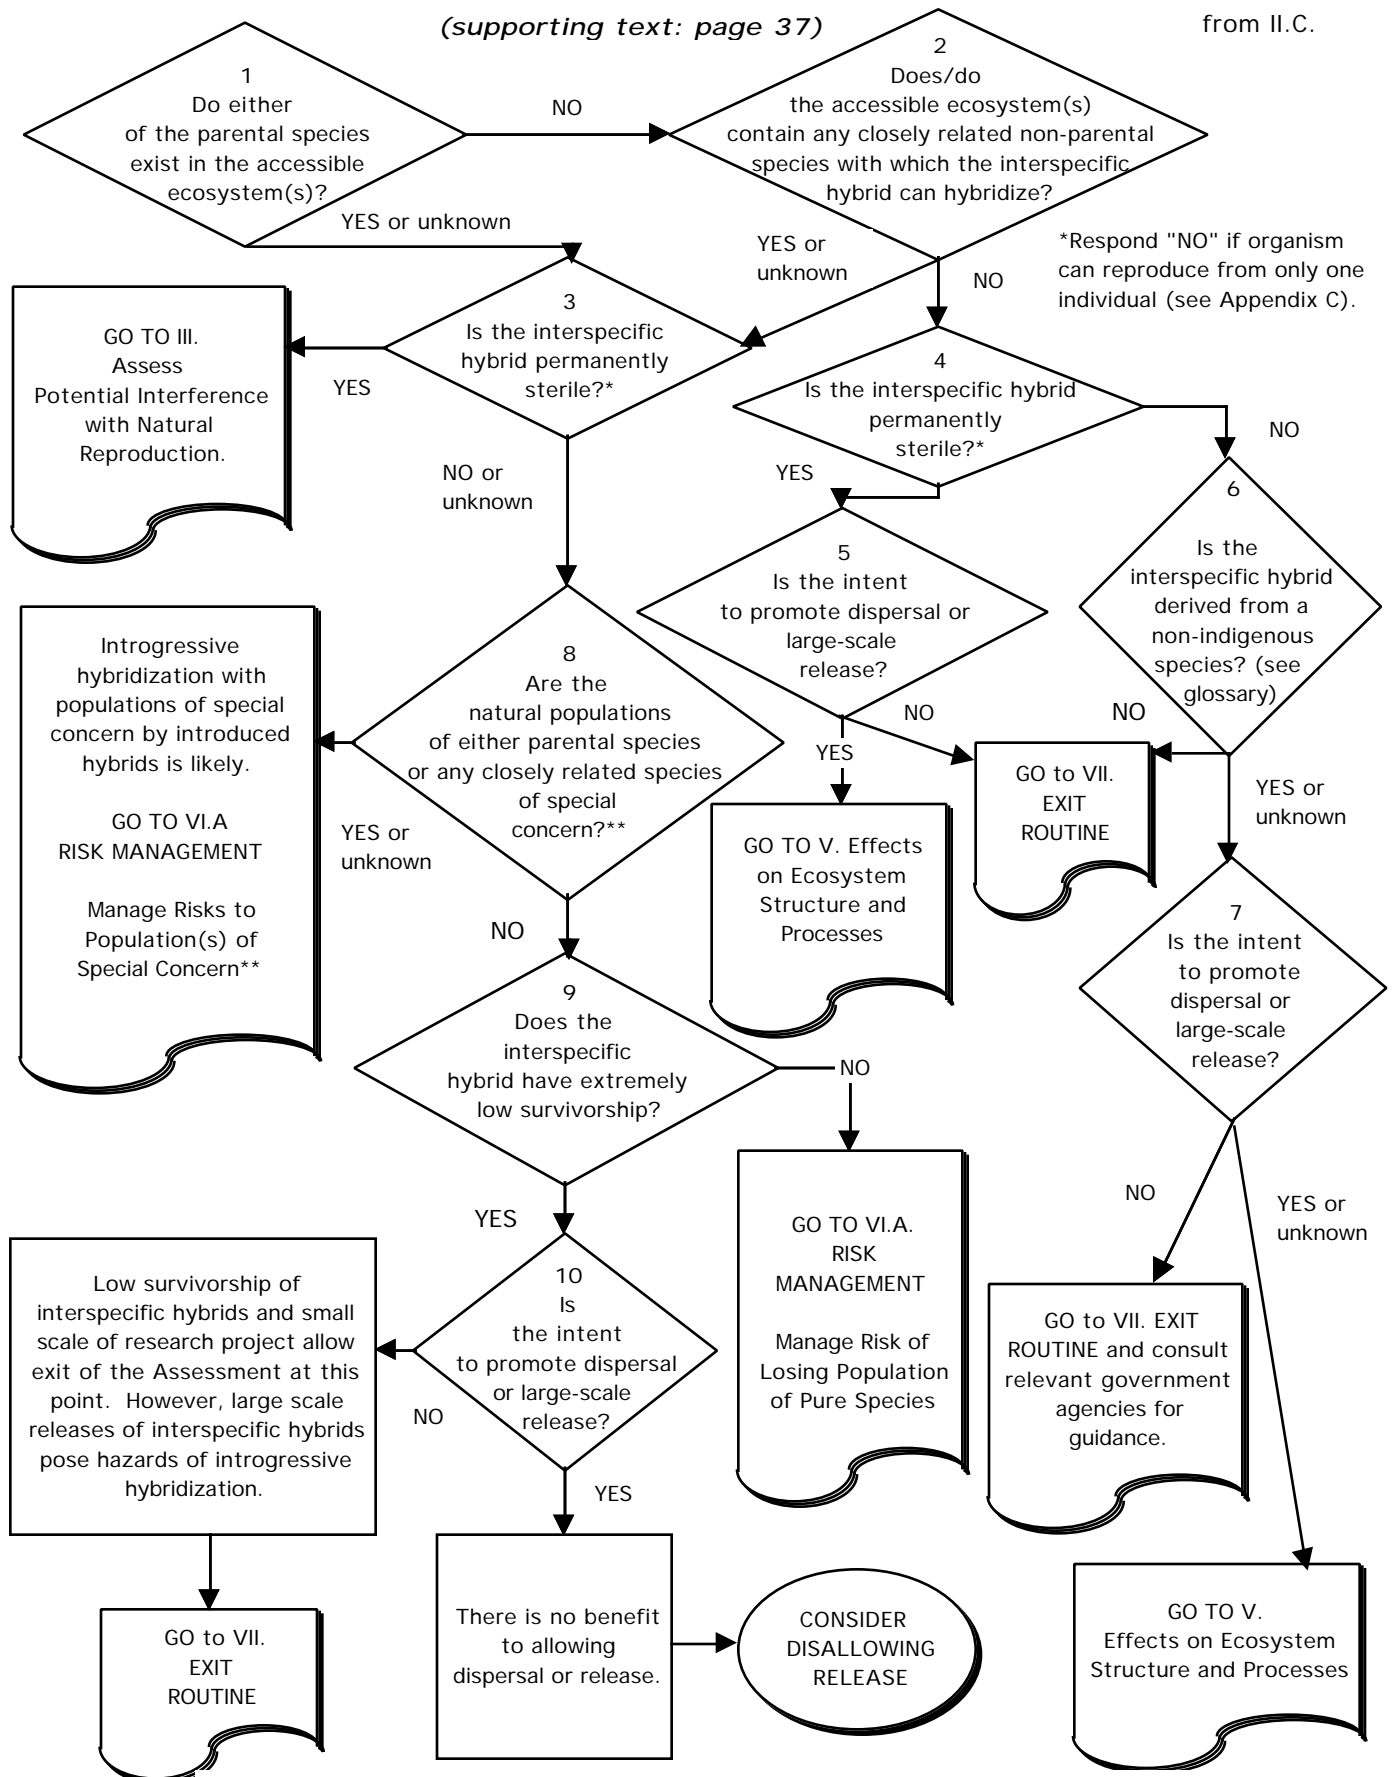 (supporting text: page 37)
from II.C.
1
Do either
of the parental species
exist in the accessible
ecosystem(s)?
NO
2
Does/do
the accessible ecosystem(s)
contain any closely related non-parental
species with which the interspecific
hybrid can hybridize?
YES or unknown
YES or
unknown
NO
*Respond "NO" if organism
can reproduce from only one
individual (see Appendix C).
GO TO III.
Assess
Potential Interference
with Natural
Reproduction.
YES
3
Is the interspecific
hybrid permanently
sterile?*
4
Is the interspecific hybrid
permanently
sterile?*
NO
NO or
unknown
YES
5
Is the intent
to promote dispersal or
large-scale
release?
6
Is the
interspecific hybrid
derived from a
non-indigenous
species? (see
glossary)
Introgressive
hybridization with
populations of special
concern by introduced
hybrids is likely.
GO TO VI.A
RISK MANAGEMENT
Manage Risks to
Population(s) of
Special Concern**
YES or
unknown
8
Are the
natural populations
of either parental species
or any closely related species
of special
concern?**
NO
YES
NO
GO TO V. Effects
on Ecosystem
Structure and
Processes
GO to VII.
EXIT
ROUTINE
YES or
unknown
NO
9
Does the
interspecific
hybrid have extremely
low survivorship?
NO
7
Is the intent
to promote
dispersal or
large-scale
release?
YES
GO TO VI.A.
RISK
MANAGEMENT
Manage Risk of
Losing Population
of Pure Species
NO
YES or
unknown
Low survivorship of
interspecific hybrids and small
scale of research project allow
exit of the Assessment at this
point. However, large scale
releases of interspecific hybrids
pose hazards of introgressive
hybridization.
NO
10
Is
the intent
to promote dispersal
or large-scale
release?
GO to VII. EXIT
ROUTINE and consult
relevant government
agencies for
guidance.
YES
GO to VII.
EXIT
ROUTINE
There is no benefit
to allowing
dispersal or release.
CONSIDER
DISALLOWING
RELEASE
GO TO V.
Effects on Ecosystem
Structure and Processes